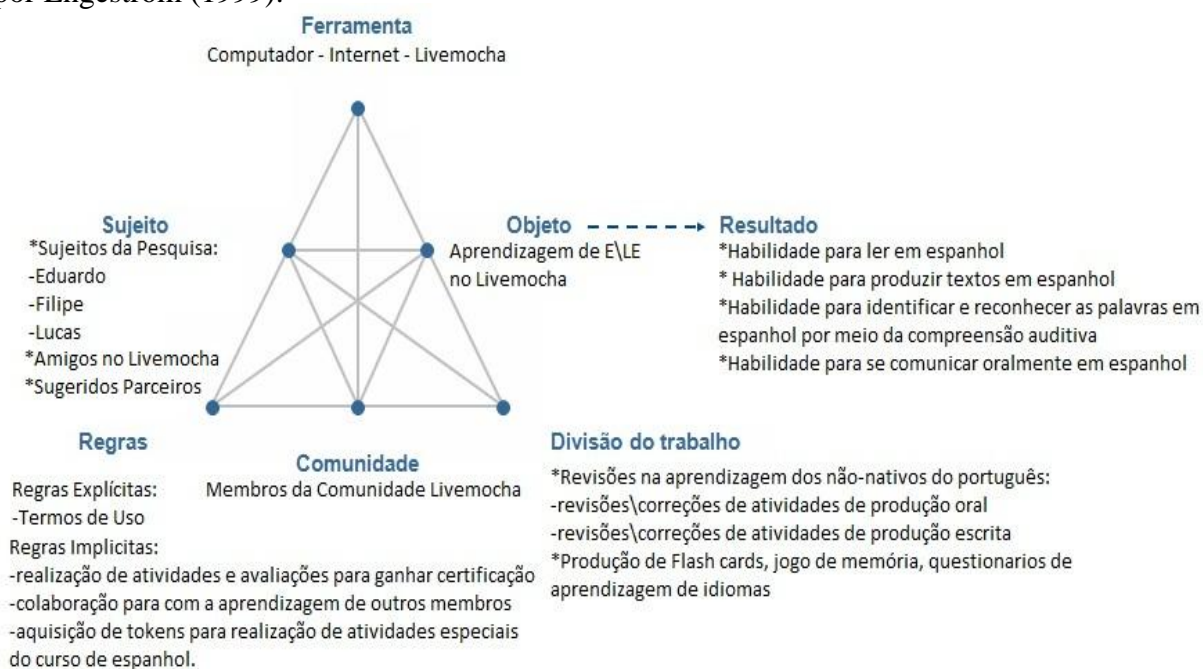 por Engeström (1999).
Ferramenta
Computador - Internet - Livemocha
Sujeito
*Sujeitos da Pesquisa:
-Eduardo
-Filipe
-Lucas
*Amigos no Livemocha
*Sugeridos Parceiros
Objeto
Aprendizagem de E\LE
no Livemocha
Resultado
*Habilidade para ler em espanhol
* Habilidade para produzir textos em espanhol
*Habilidade para identificar e reconhecer as palavras em
espanhol por meio da compreensão auditiva
*Habilidade para se comunicar oralmente em espanhol
Regras
Regras Explícitas:
-Termos de Uso
Regras Implicitas:
-realização de atividades e avaliações para ganhar certificação
-colaboração para com a aprendizagem de outros membros
-aquisição de tokens para realização de atividades especiais
do curso de espanhol.
Comunidade
Membros da Comunidade Livemocha
Divisão do trabalho
*Revisões na aprendizagem dos não-nativos do português:
-revisões\correções de atividades de produção oral
-revisões\correções de atividades de produção escrita
*Produção de Flash cards, jogo de memória, questionarios de
aprendizagem de idiomas